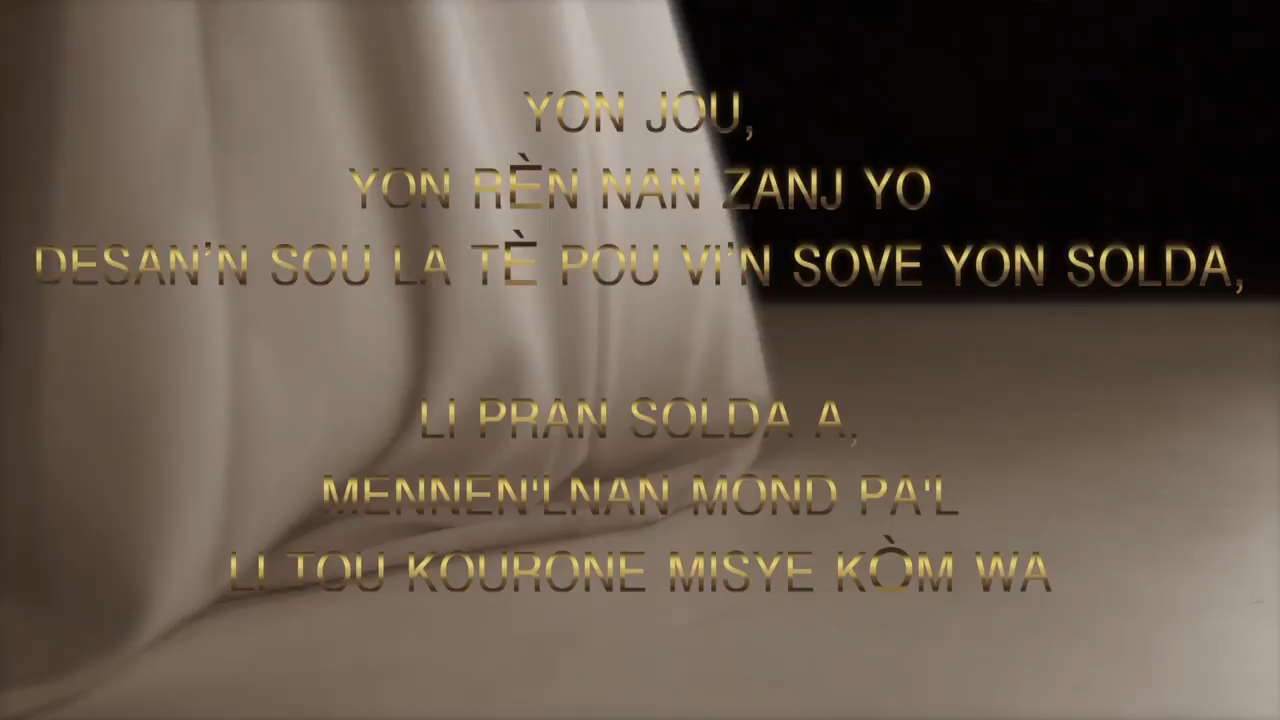 YON JOU,
YON RÈN NAN ZANJ YO
DESAN'N SOU LA TÈ POU VI'N SOVE YON SOLDA,
LI PRAN SOLDA A,
MENNEN'LNAN MOND PA'L
LI TOU KOURONE MISYE KÒM WA